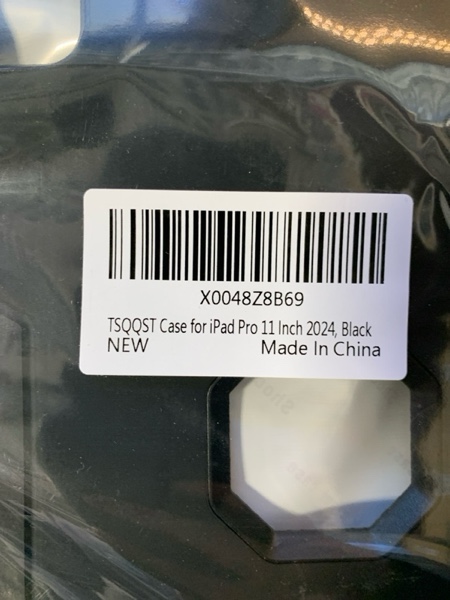 X0048Z8B69
TSQQST Case for iPad Pro 11 Inch 2024, Black
NEW Made In China